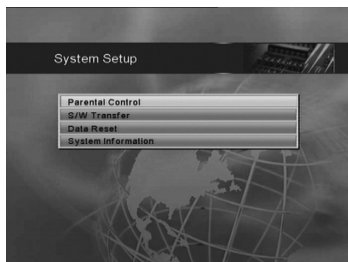 System Setup
Parental Control
S/W Transfer
Data Reset
System Information